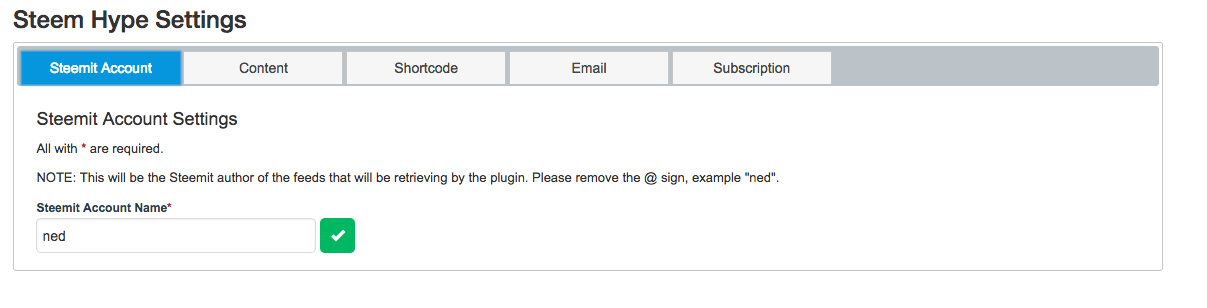 Steem Hype Settings
Steemit Account Content Shortcode Email Subscription
Steemit Account Settings
All with * are required.
NOTE: This will be the Steemit author of the feeds that will be retrieving by the plugin. Please remove the @ sign, example "ned".
Steemit Account Name*
ned